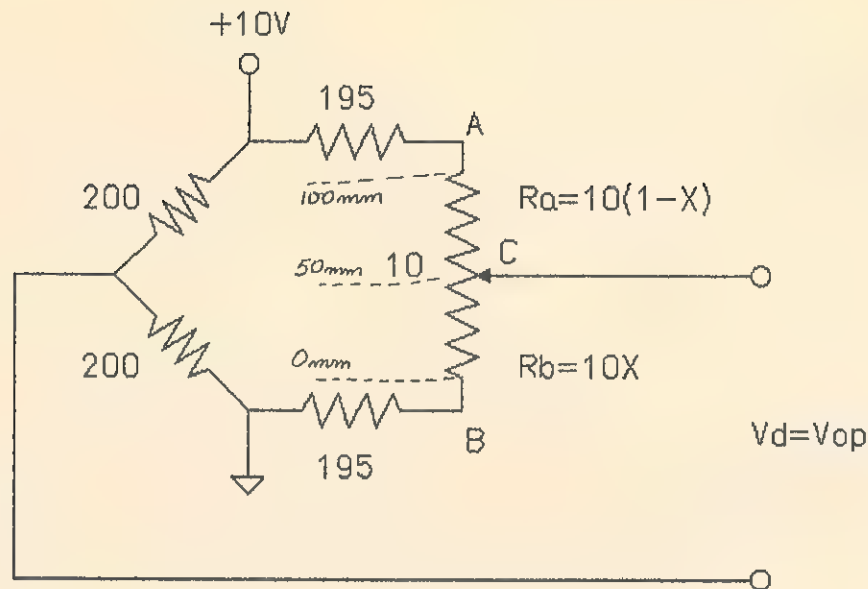 +10V
195
A
200
100mm
Ra=10(1-X)
50mm
10
C
200
0mm
Rb=10X
195
B
Vd=Vop